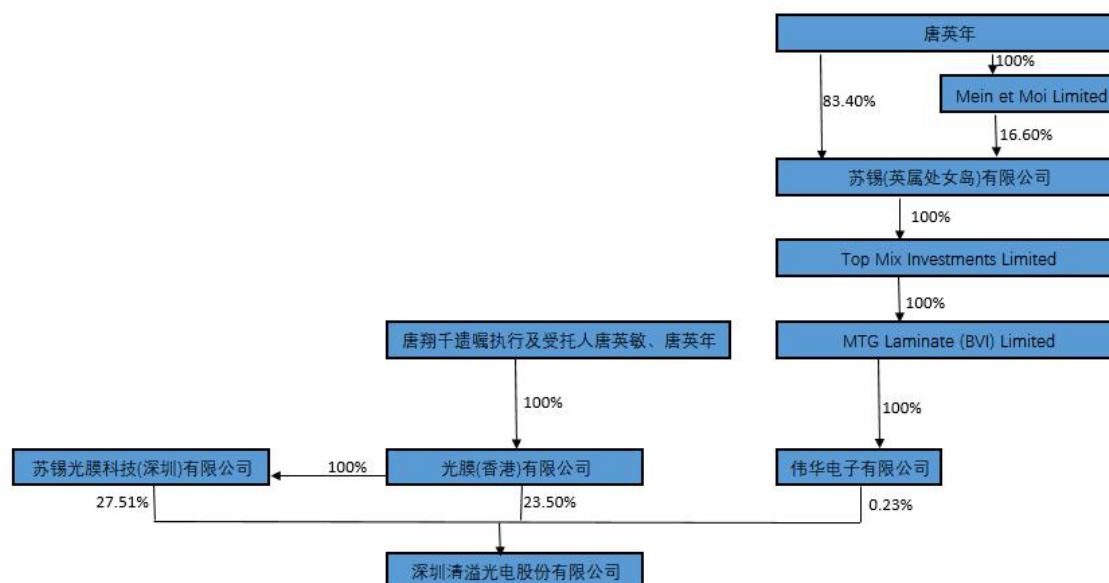 唐英年
100%
Mein et Moi Limited
83.40%
16.60%
苏锡(英属处女岛)有限公司
100%
Top Mix Investments Limited
100%
唐翔千遗嘱执行及受托人唐英敏、唐英年
MTG Laminate (BVI) Limited
100%
100%
苏锡光膜科技(深圳)有限公司
100%
光膜(香港)有限公司
伟华电子有限公司
27.51%
23.50%
0.23%
深圳清溢光电股份有限公司